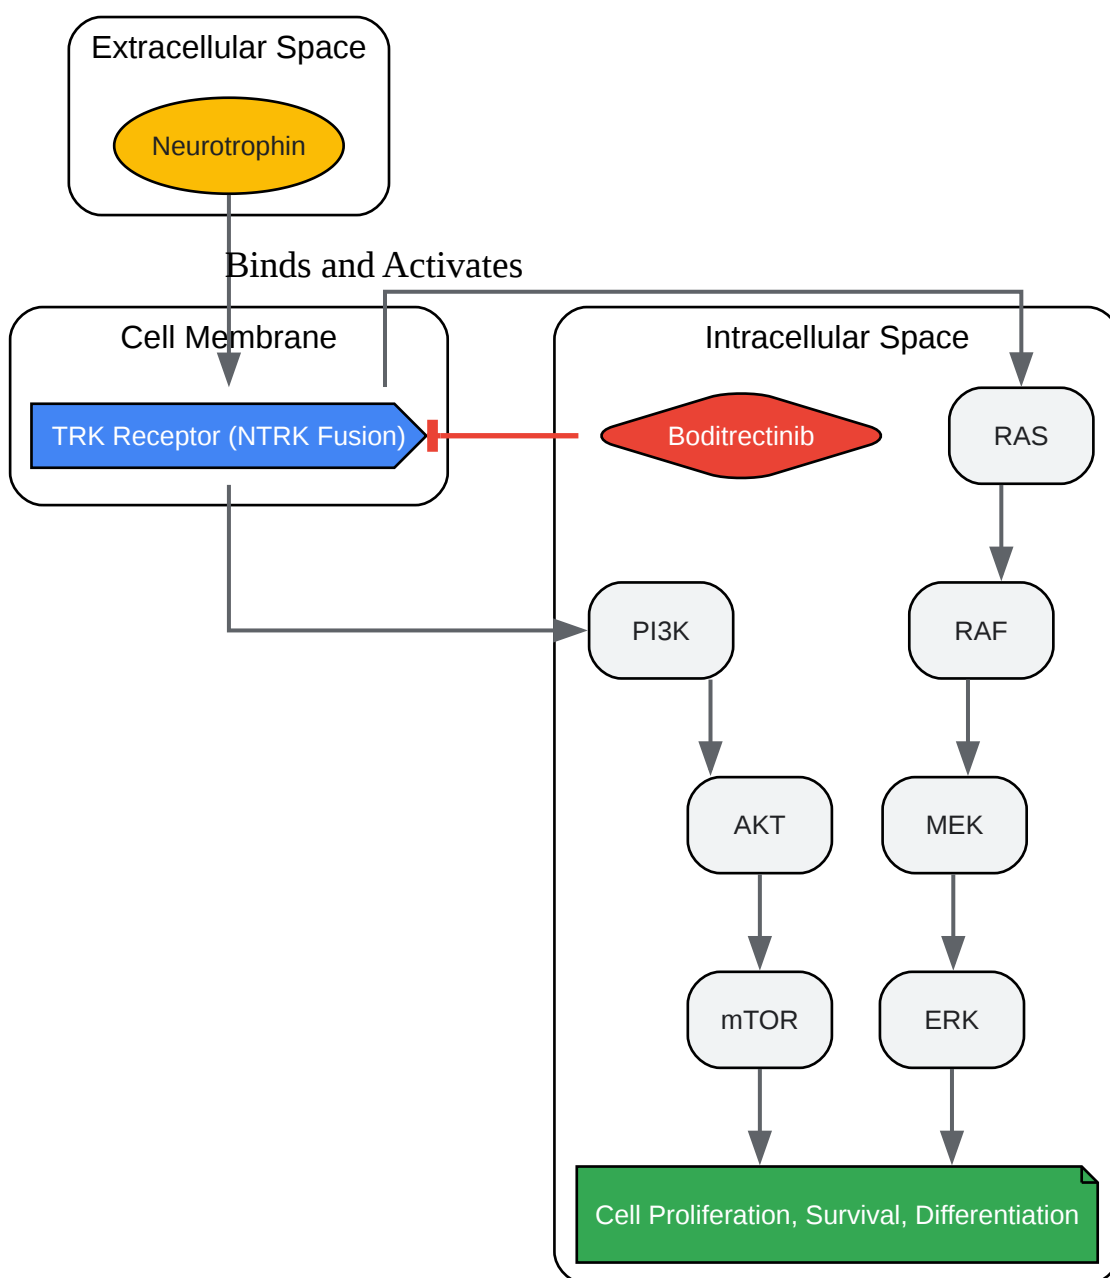 Extracellular Space
Neurotrophin
Binds and Activates
Cell Membrane
Intracellular Space
TRK Receptor (NTRK Fusion)
Boditrectinib
RAS
PI3K
RAF
AKT
MEK
mTOR
ERK
Cell Proliferation, Survival, Differentiation